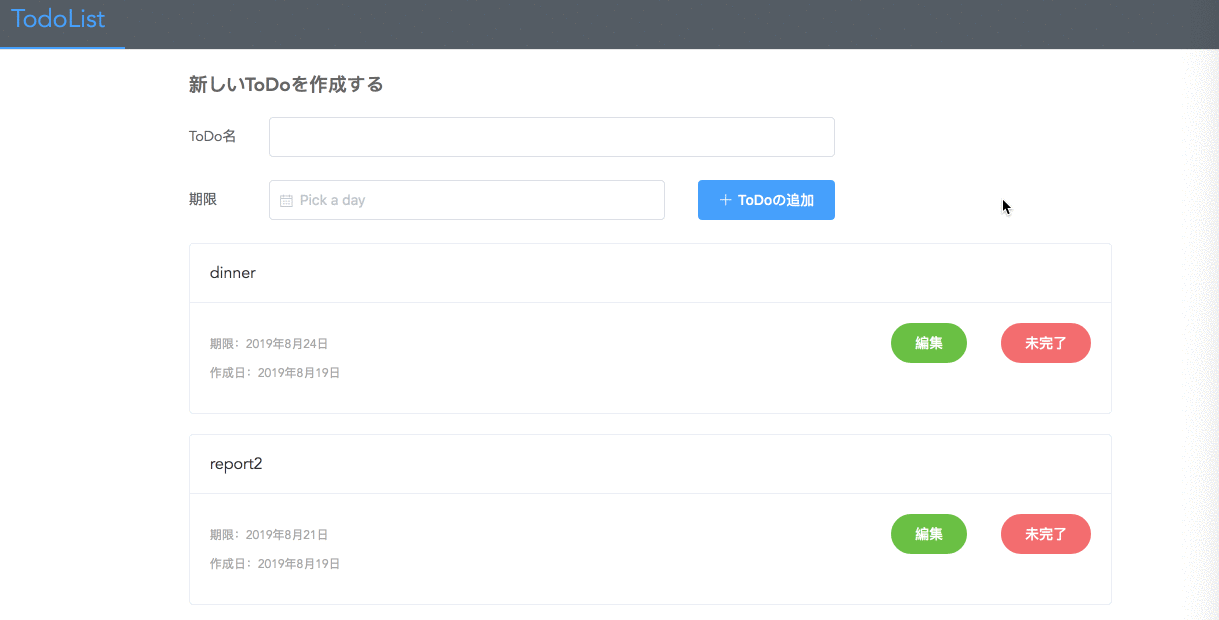 TodoList
新しいToDoを作成する
ToDo名
期限
Pick a day
+ ToDoの追加
dinner
期限：2019年8月24日
作成日：2019年8月19日
編集
未完了
report2
期限：2019年8月21日
作成日：2019年8月19日
編集
未完了